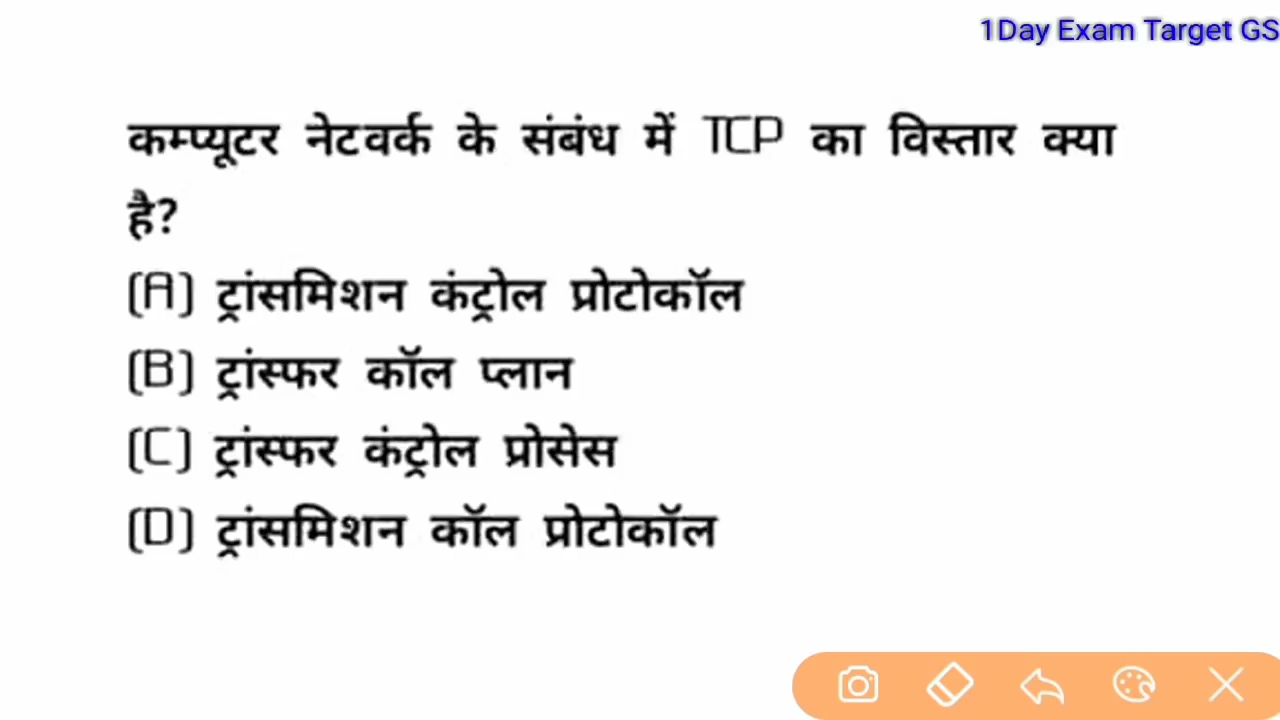 1Day Exam Target GS
कम्प्यूटर नेटवर्क के संबंध में TCP का विस्तार क्या
है?
(A) ट्रांसमिशन कंट्रोल प्रोटोकॉल
(B) ट्रांस्फर कॉल प्लान
(C) ट्रांस्फर कंट्रोल प्रोसेस
(D) ट्रांसमिशन कॉल प्रोटोकॉल